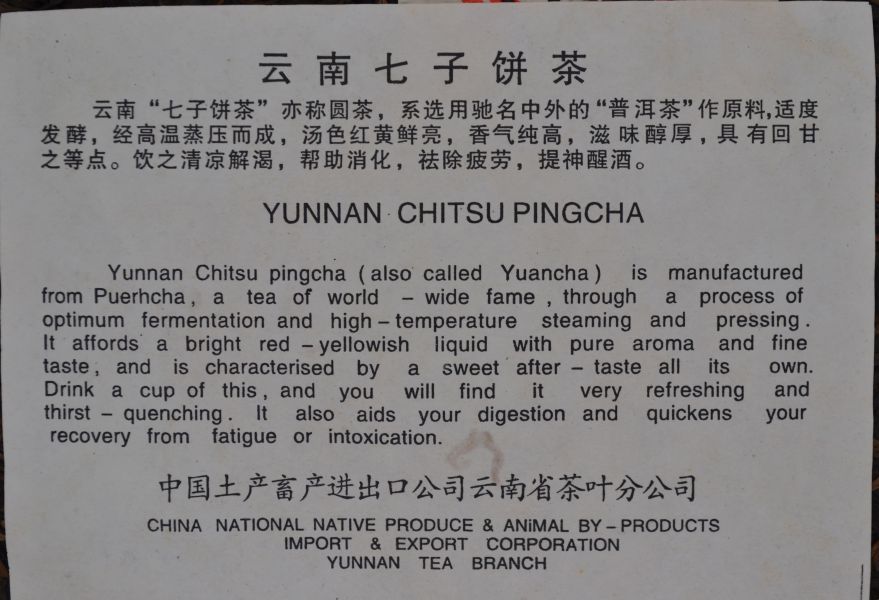 云南七子饼茶
云南“七子饼茶”亦称圆茶，系选用驰名中外的“普洱茶”作原料,适度
发酵，经高温蒸压而成，汤色红黄鲜亮，香气纯高，滋味醇厚，具有回甘
之等点。饮之清凉解渴，帮助消化，祛除疲劳，提神醒酒。
YUNNAN CHITSU PINGCHA
Yunnan Chitsu pingcha (also called Yuancha) is manufactured
from Puerhcha, a tea of world – wide fame, through a process of
optimum fermentation and high – temperature steaming and pressing.
It affords a bright red – yellowish liquid with pure aroma and fine
taste, and is characterised by a sweet after – taste all its own.
Drink a cup of this, and you will find it very refreshing and
thirst – quenching. It also aids your digestion and quickens your
recovery from fatigue or intoxication.
中国土产畜产进出口公司云南省茶叶分公司
CHINA NATIONAL NATIVE PRODUCE & ANiMAL BY – PRODUCTS
IMPORT & EXPORT CORPORATION
YUNNAN TEA BRANCH